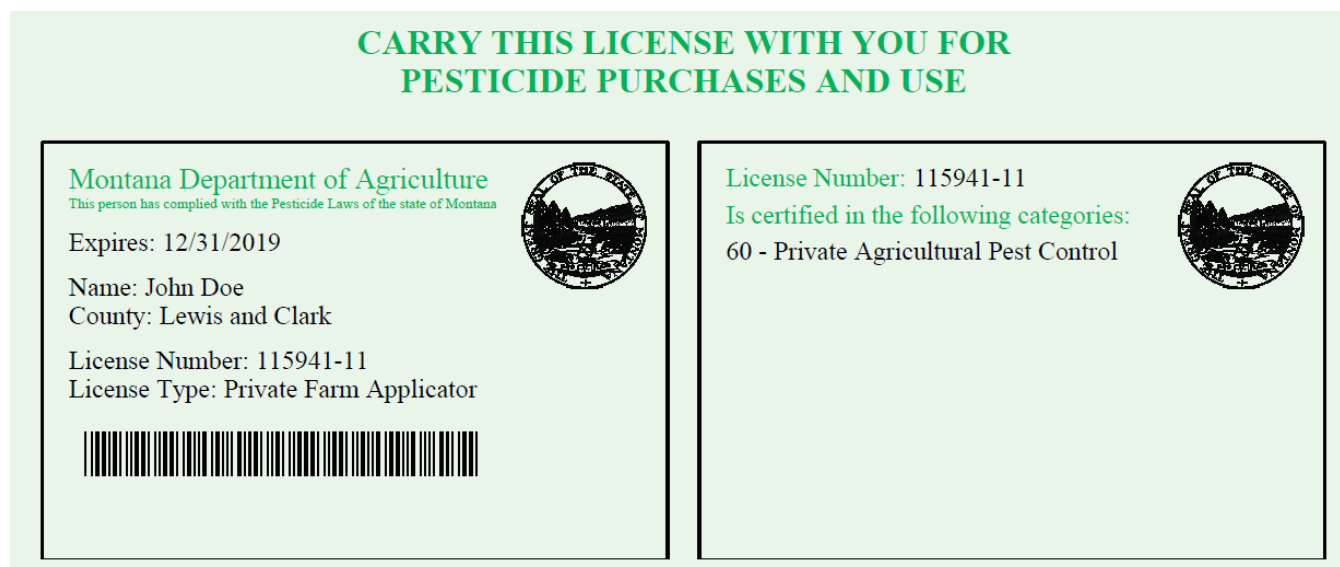 CARRY THIS LICENSE WITH YOU FOR
PESTICIDE PURCHASES AND USE
Montana Department of Agriculture
This person has complied with the Pesticide Laws of the state of Montana
Expires: 12/31/2019
Name: John Doe
County: Lewis and Clark
License Number: 115941-11
License Type: Private Farm Applicator
License Number: 115941-11
Is certified in the following categories:
60 - Private Agricultural Pest Control